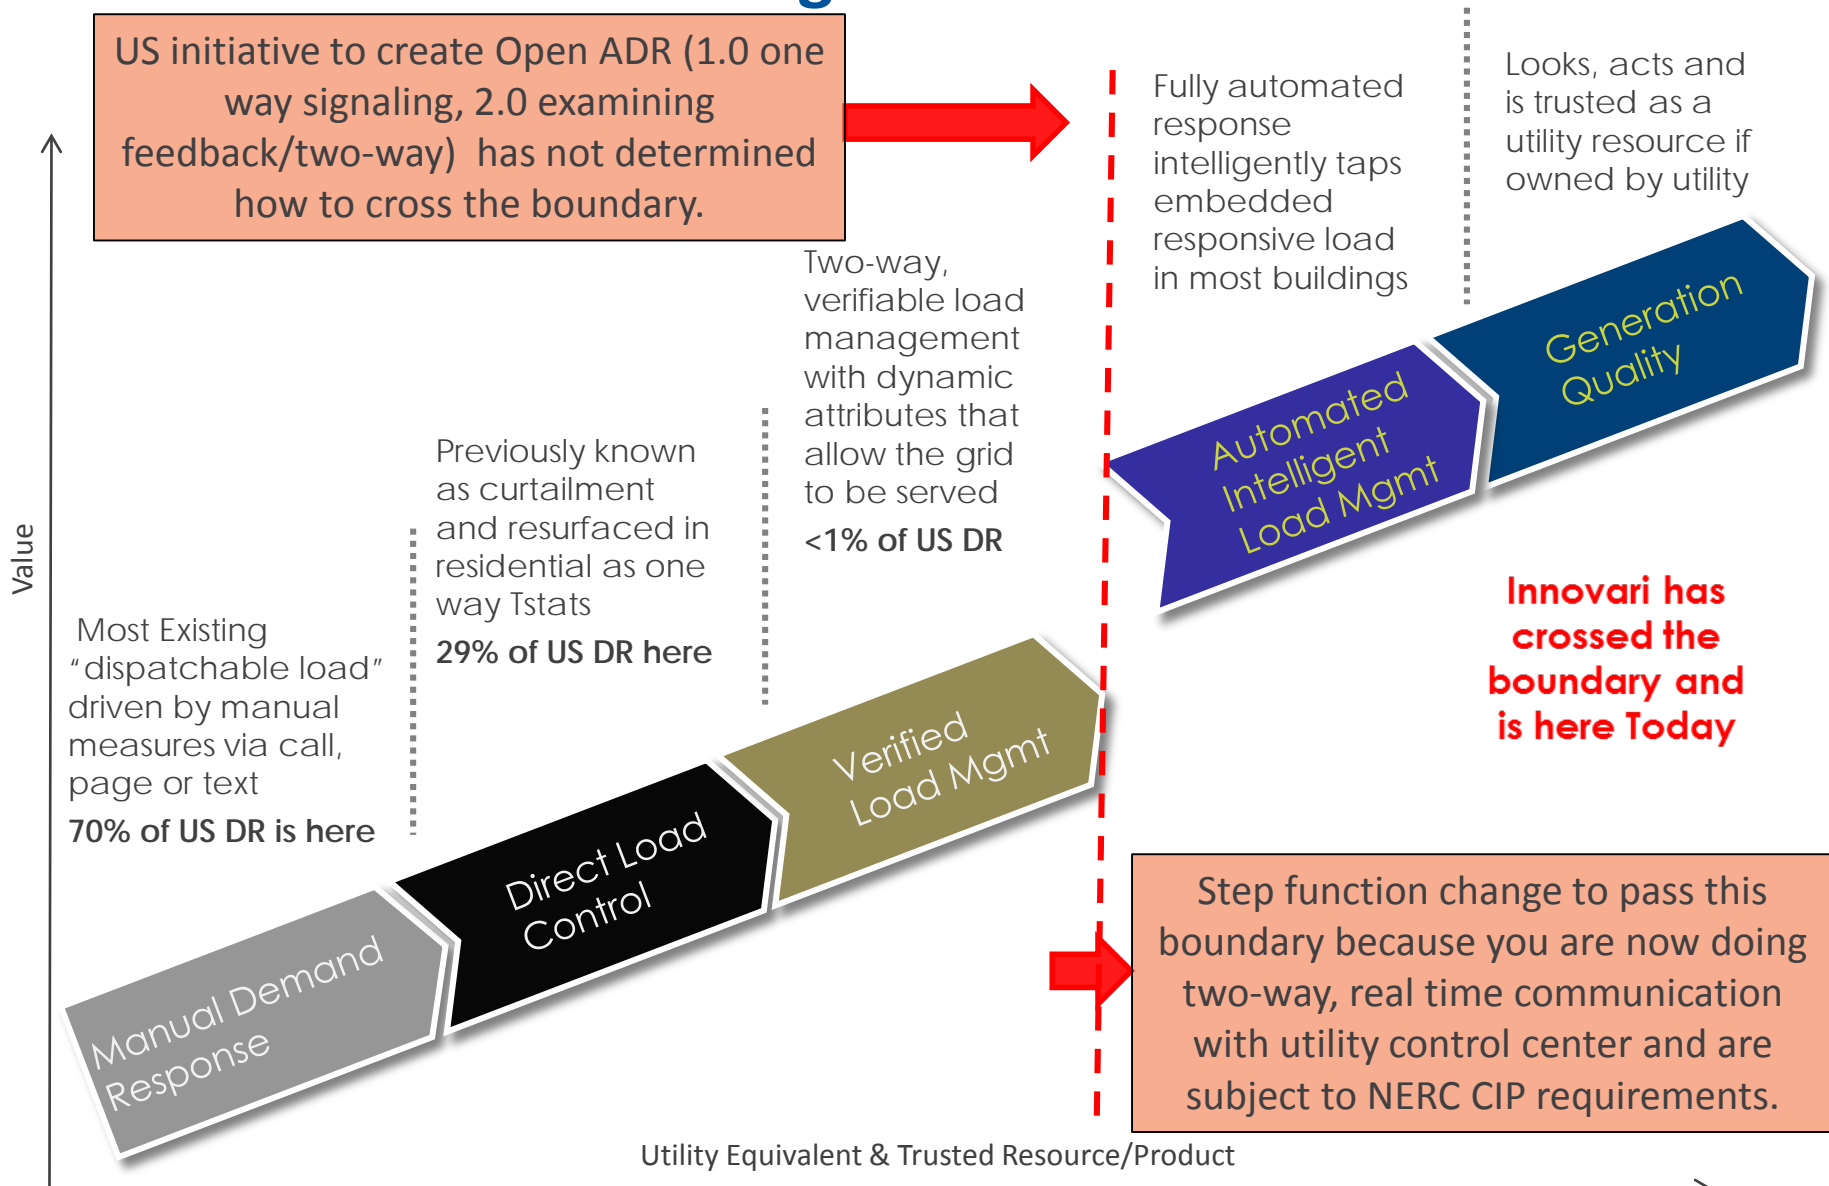 US initiative to create Open ADR (1.0 one
way signaling, 2.0 examining
feedback/two-way) has not determined
how to cross the boundary.
Fully automated
response
intelligently taps
embedded
responsive load
in most buildings
Looks, acts and
is trusted as a
utility resource if
owned by utility
Two-way,
verifiable load
management
with dynamic
attributes that
allow the grid
to be served
<1% of US DR
Previously known
as curtailment
and resurfaced in
residential as one
way Tstats
29% of US DR here
Most Existing
“dispatchable load”
driven by manual
measures via call,
page or text
70% of US DR is here
Value
Generation
Quality
Automated
Intelligent
Load Mgmt
Verified
Load Mgmt
Direct Load
Control
Manual Demand
Response
Innovari has
crossed the
boundary and
is here Today
Step function change to pass this
boundary because you are now doing
two-way, real time communication
with utility control center and are
subject to NERC CIP requirements.
Utility Equivalent & Trusted Resource/Product